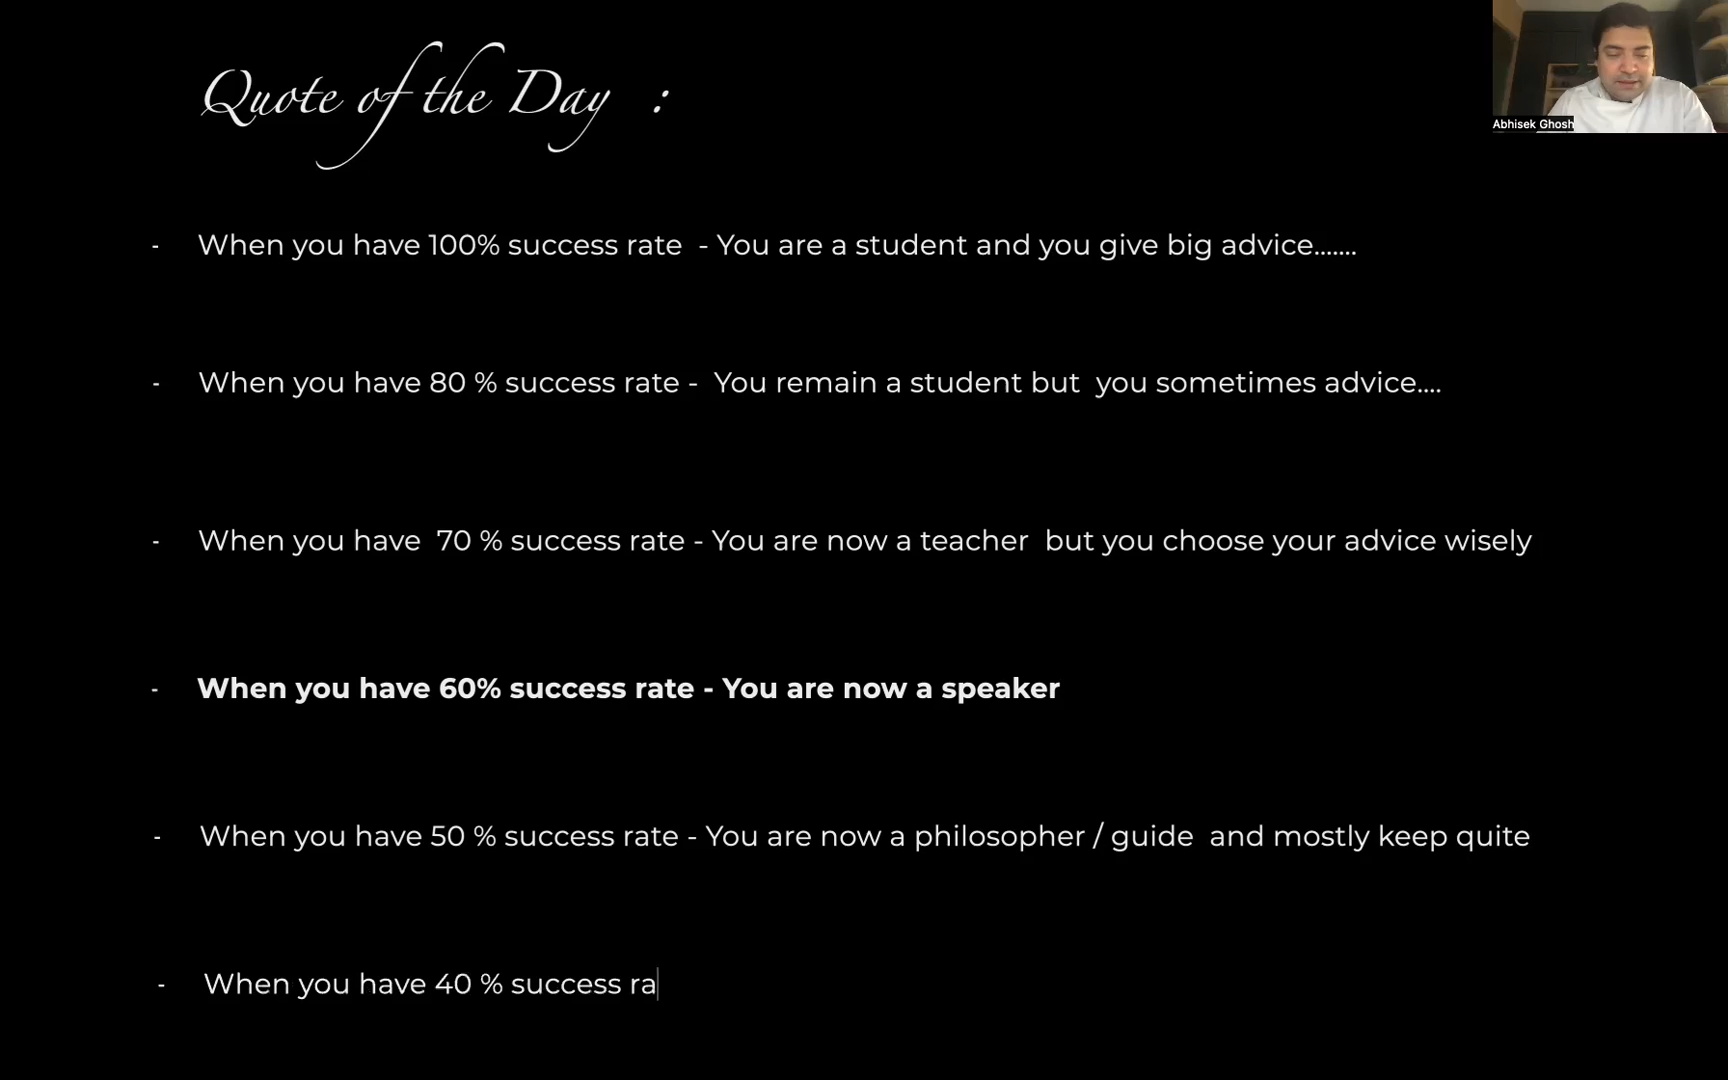 Quote of the Day :
Abhisek Ghosh
- When you have 100% success rate - You are a student and you give big advice.......
- When you have 80 % success rate - You remain a student but you sometimes advice....
- When you have 70 % success rate - You are now a teacher but you choose your advice wisely
- When you have 60% success rate - You are now a speaker
- When you have 50 % success rate - You are now a philosopher / guide and mostly keep quite
- When you have 40 % success ra